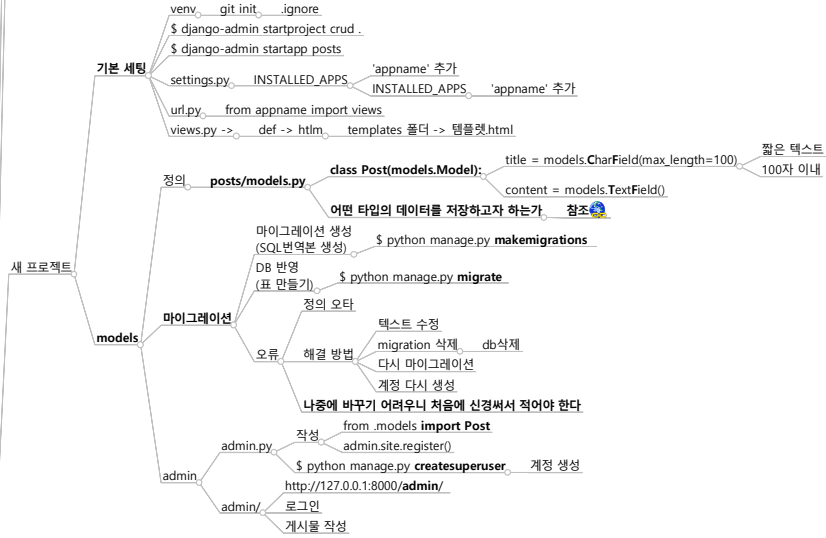 새 프로젝트
기본 세팅
venv
git init
.ignore
$ django-admin startproject crud .
$ django-admin startapp posts
settings.py
INSTALLED_APPS
'appname' 추가
INSTALLED_APPS
'appname' 추가
url.py
from appname import views
views.py ->
def -> htlm
templates 폴더 -> 템플릿.html
models
정의
posts/models.py
class Post(models.Model):
title = models.CharField(max_length=100)
짧은 텍스트
100자 이내
content = models.TextField()
어떤 타입의 데이터를 저장하고자 하는가
참조
마이그레이션
마이그레이션 생성
(SQL번역본 생성)
$ python manage.py makemigrations
DB 반영
(표 만들기)
$ python manage.py migrate
오류
정의 오타
해결 방법
텍스트 수정
migration 삭제
db삭제
다시 마이그레이션
계정 다시 생성
나중에 바꾸기 어려우니 처음에 신경써서 적어야 한다
admin
admin.py
작성
from .models import Post
admin.site.register()
$ python manage.py createsuperuser
계정 생성
admin/
http://127.0.0.1:8000/admin/
로그인
게시물 작성